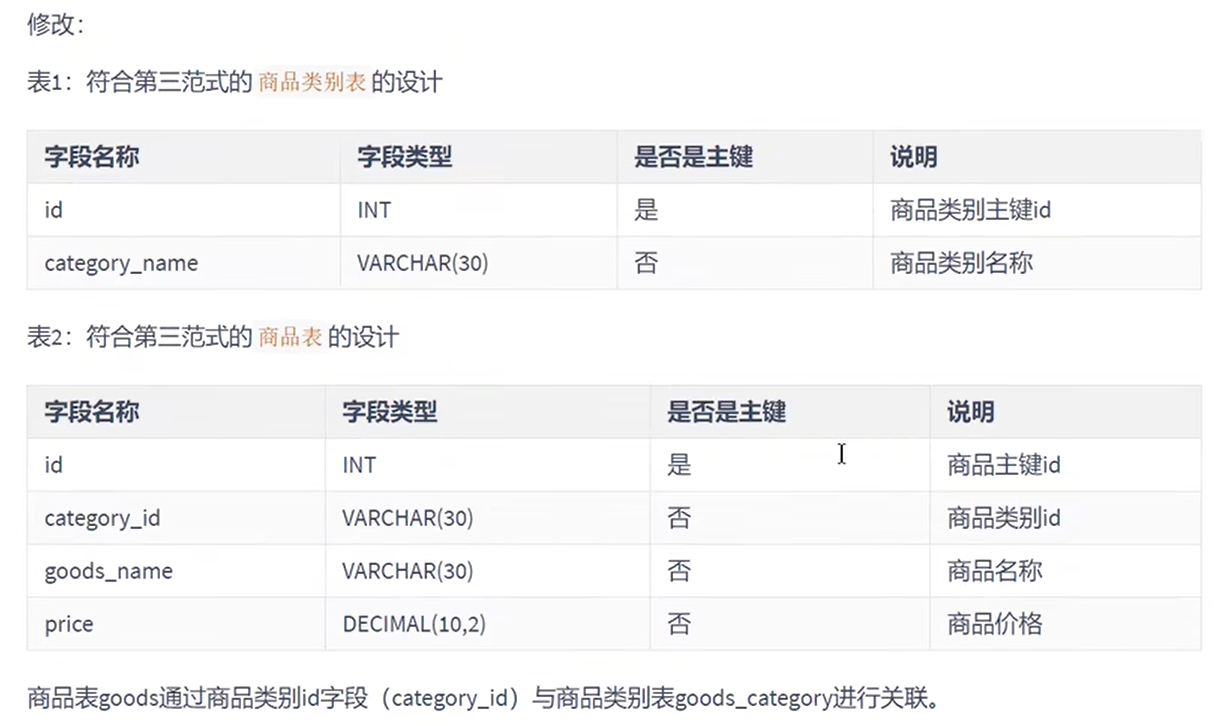 修改：
表1：符合第三范式的 商品类别表 的设计
字段名称 字段类型 是否是主键 说明
id INT 是 商品类别主键id
category_name VARCHAR(30) 否 商品类别名称
表2：符合第三范式的 商品表 的设计
字段名称 字段类型 是否是主键 说明
id INT 是 商品主键id
category_id VARCHAR(30) 否 商品类别id
goods_name VARCHAR(30) 否 商品名称
price DECIMAL(10,2) 否 商品价格
商品表goods通过商品类别id字段（category_id）与商品类别表goods_category进行关联。